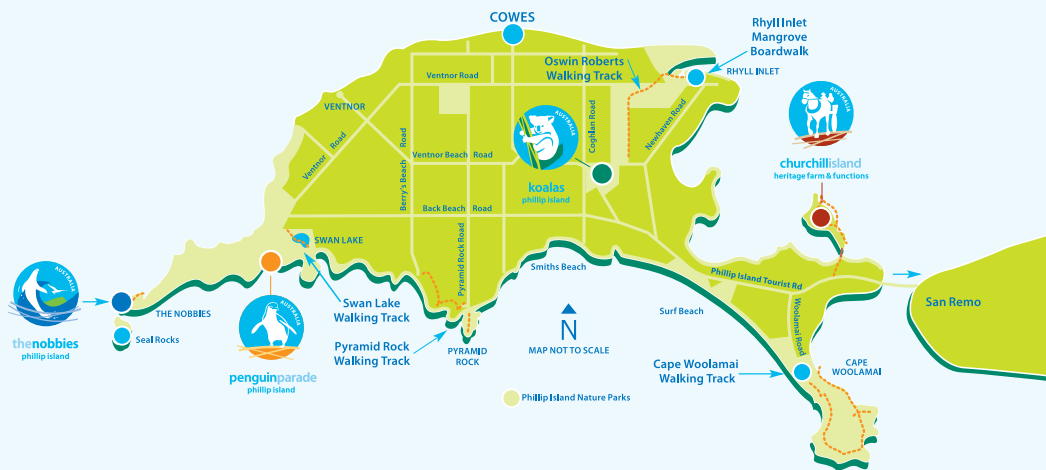 COWES
Rhyll Inlet
Mangrove
Boardwalk
Oswin Roberts
Walking Track
RHYLL INLET
Ventnor Road
VENTNOR
Ventnor Road
Berry's Beach Road
Ventnor Beach Road
Back Beach Road
Pyramid Rock Road
Coghlan Road
Newhaven Road
AUSTRALIA
koalas
phillip island
AUSTRALIA
churchillisland
heritage farm & functions
SWAN LAKE
Swan Lake
Walking Track
Smiths Beach
Phillip Island Tourist Rd
Woolamai Road
San Remo
AUSTRALIA
THE NOBBIES
thenobbies
phillip island
Seal Rocks
AUSTRALIA
penguinparade
phillip island
Pyramid Rock
Walking Track
PYRAMID
ROCK
N
MAP NOT TO SCALE
Surf Beach
Cape Woolamai
Walking Track
CAPE
WOOLAMAI
Phillip Island Nature Parks